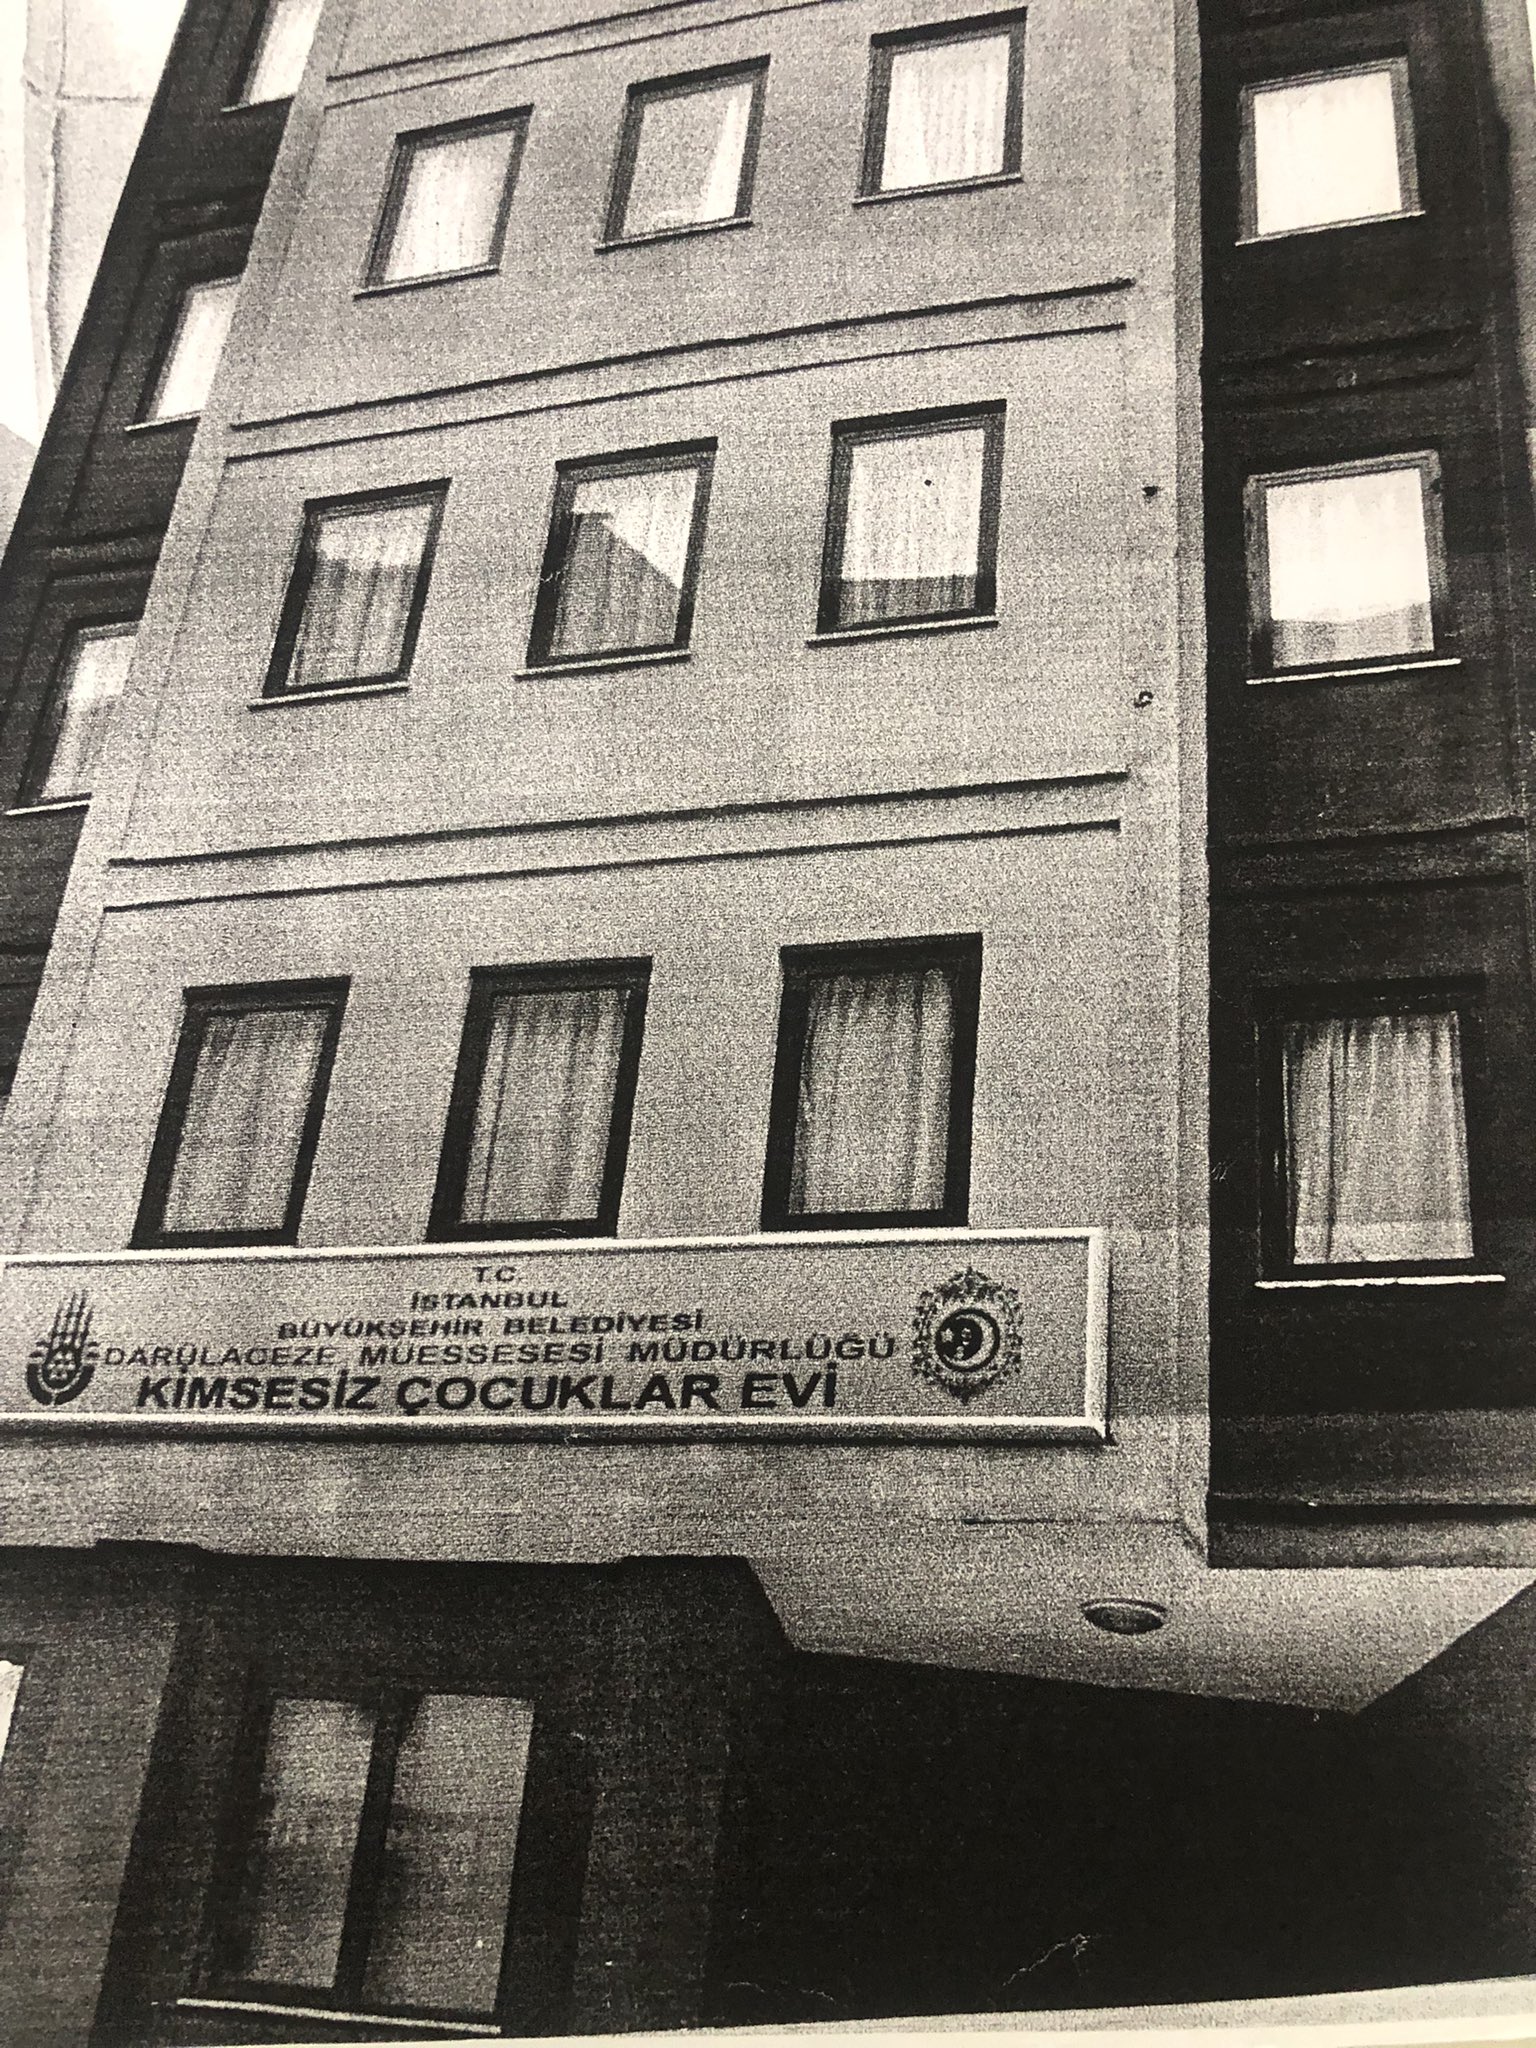 T.C.
İSTANBUL
BÜYÜKŞEHİR BELEDİYESİ
DARÜLACEZE MÜESSESESİ MÜDÜRLÜĞÜ
KİMSESİZ ÇOCUKLAR EVİ